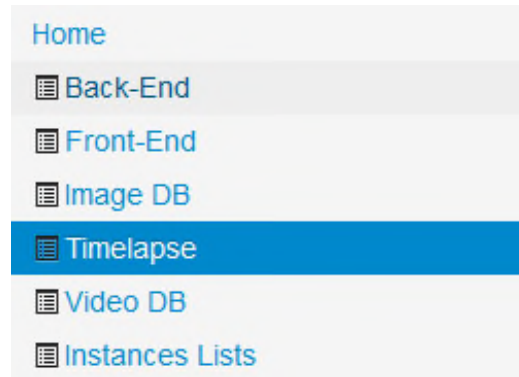 Home
Back-End
Front-End
Image DB
Timelapse
Video DB
Instances Lists